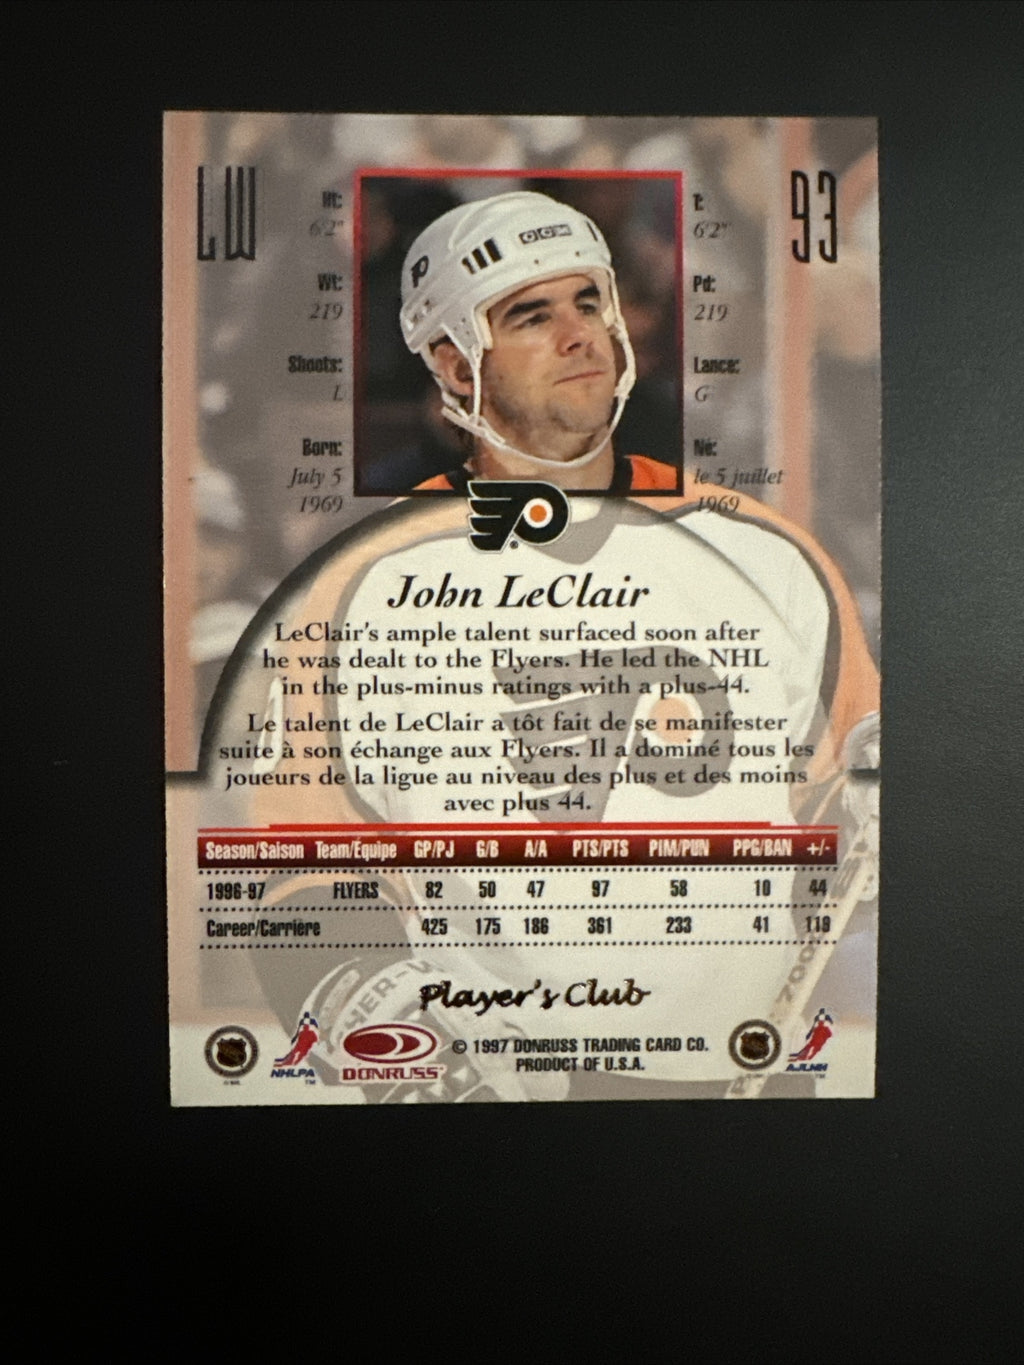 LW
93
Ht:
6'2"
Wt:
219
Shoots:
L
Born:
July 5
1969
T:
6'2"
Pd:
219
Lance:
G
Né:
le 5 juillet
1969
CCM
John LeClair
LeClair's ample talent surfaced soon after
he was dealt to the Flyers. He led the NHL
in the plus-minus ratings with a plus-44.
Le talent de LeClair a tôt fait de se manifester
suite à son échange aux Flyers. Il a dominé tous les
joueurs de la ligue au niveau des plus et des moins
avec plus 44.
Season/Saison Team/Équipe GP/PJ G/B A/A PTS/PTS PIM/PUN PPG/BAN +/-
1996-97 FLYERS 82 50 47 97 58 10 44
Career/Carrière 425 175 186 361 233 41 119
Player's Club
NHLPA™
DONRUSS
© 1997 DONRUSS TRADING CARD CO.
PRODUCT OF U.S.A.
AJLNH™